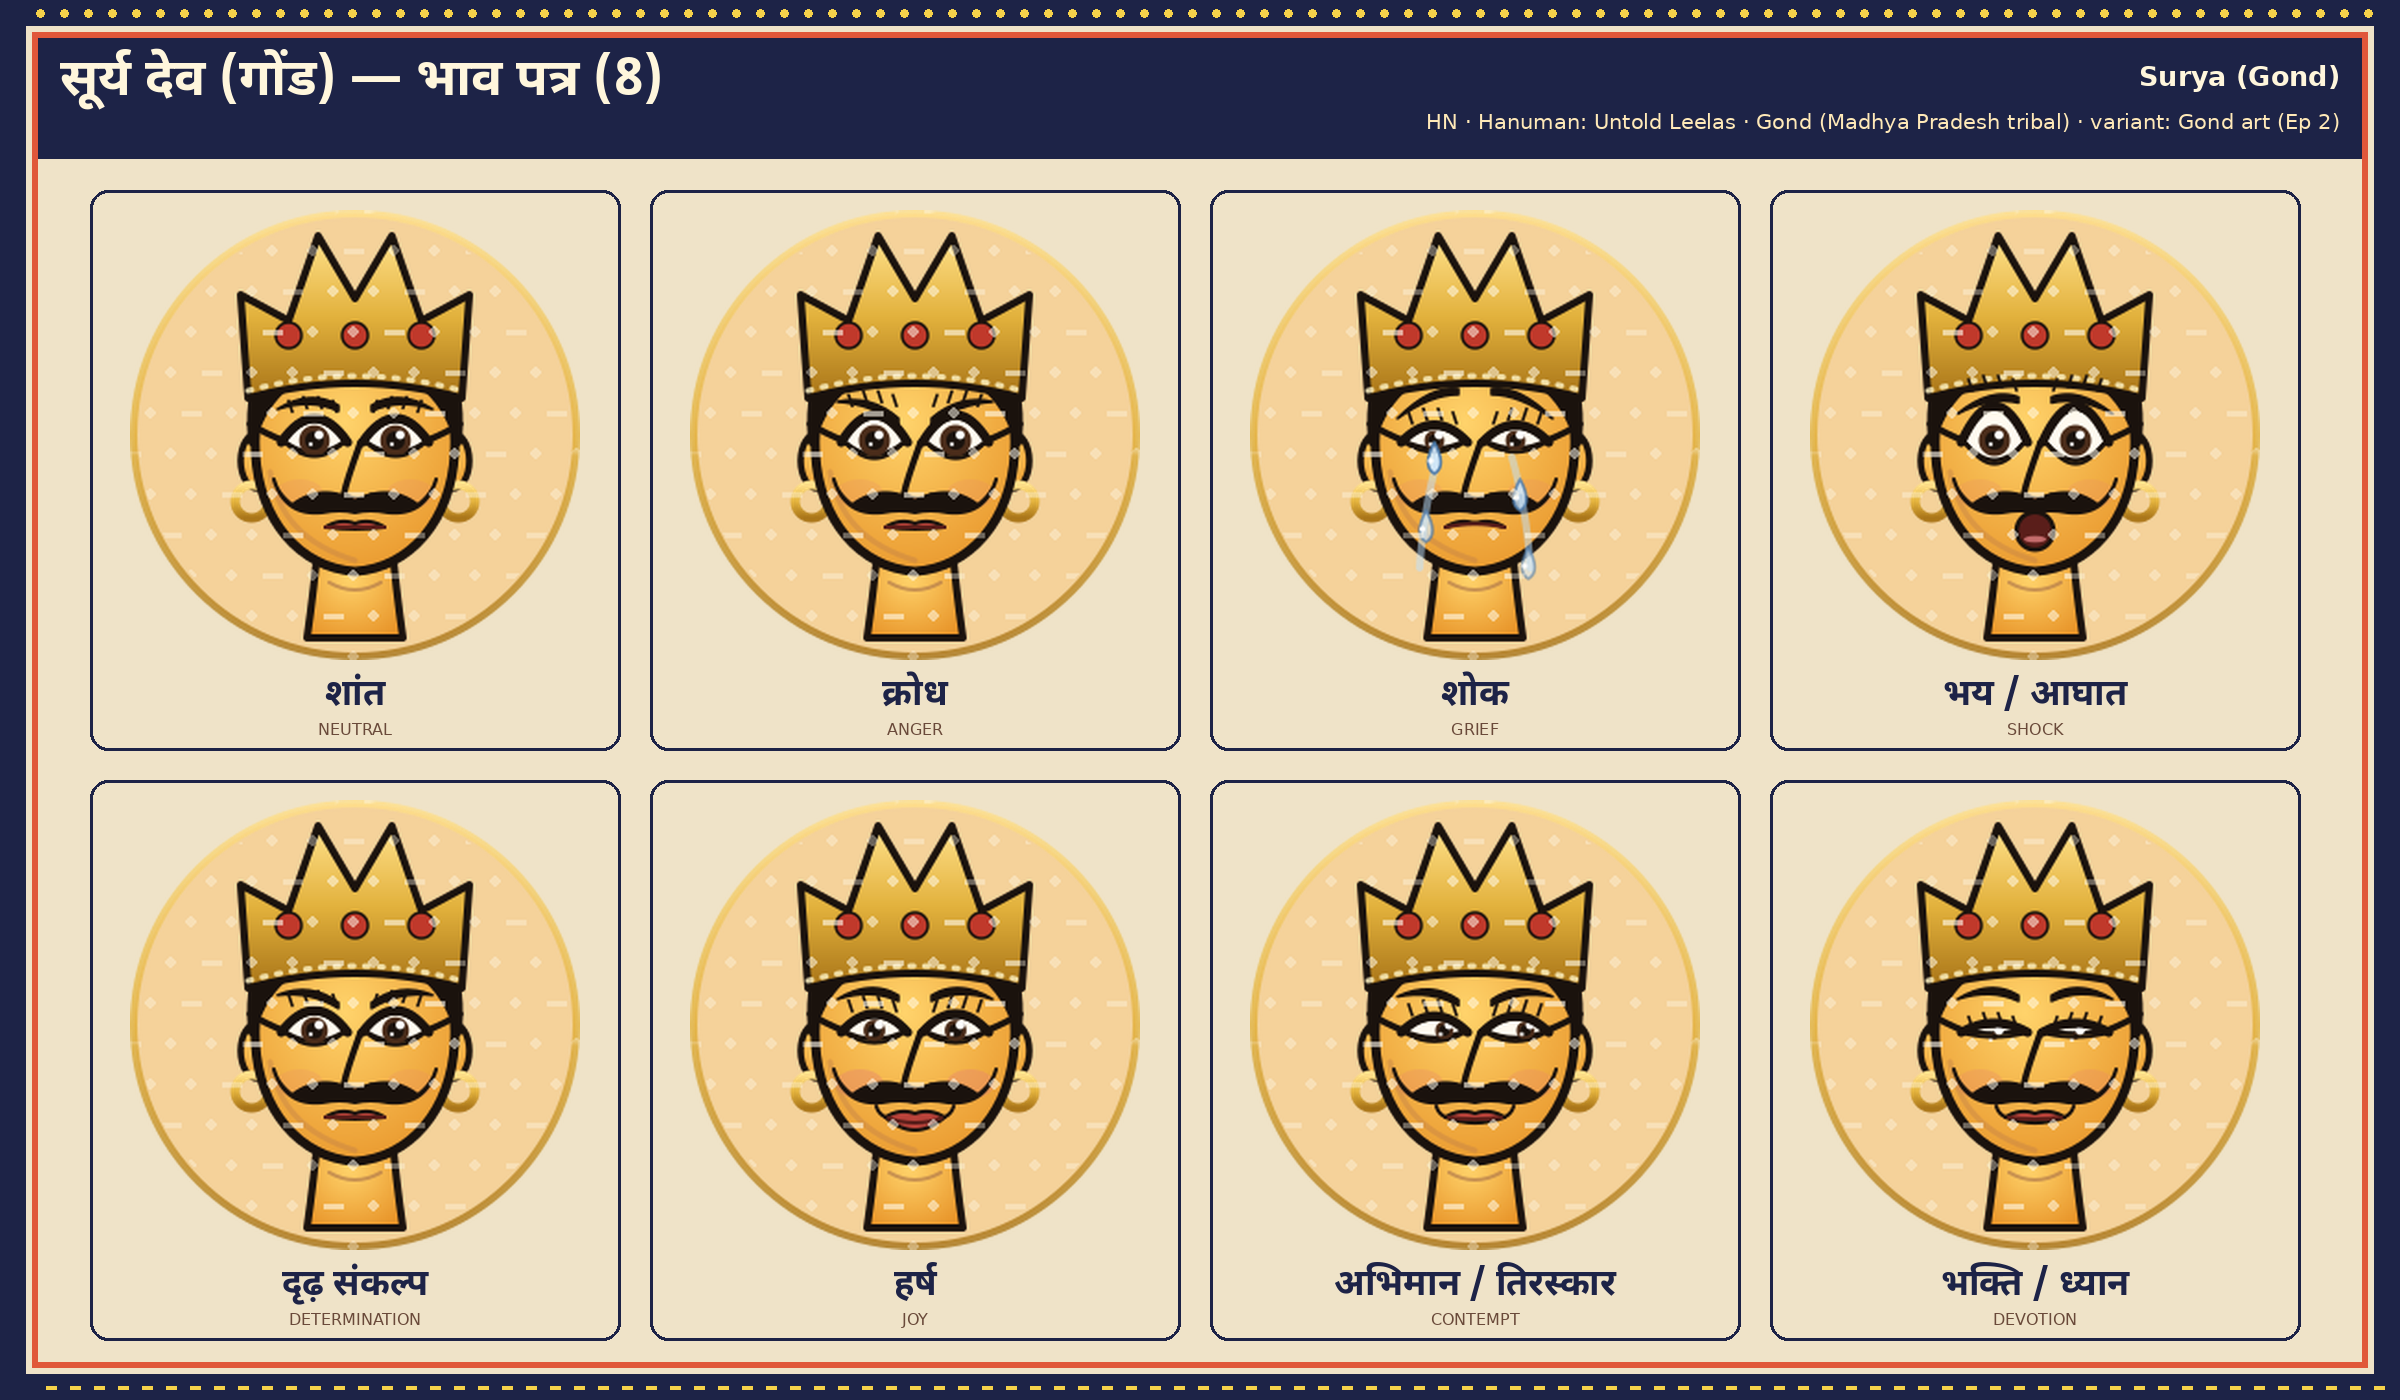 सूर्य देव (गोंड) — भाव पत्र (8)
Surya (Gond)
HN · Hanuman: Untold Leelas · Gond (Madhya Pradesh tribal) · variant: Gond art (Ep 2)
शांत
NEUTRAL
क्रोध
ANGER
शोक
GRIEF
भय / आघात
SHOCK
दृढ़ संकल्प
DETERMINATION
हर्ष
JOY
अभिमान / तिरस्कार
CONTEMPT
भक्ति / ध्यान
DEVOTION